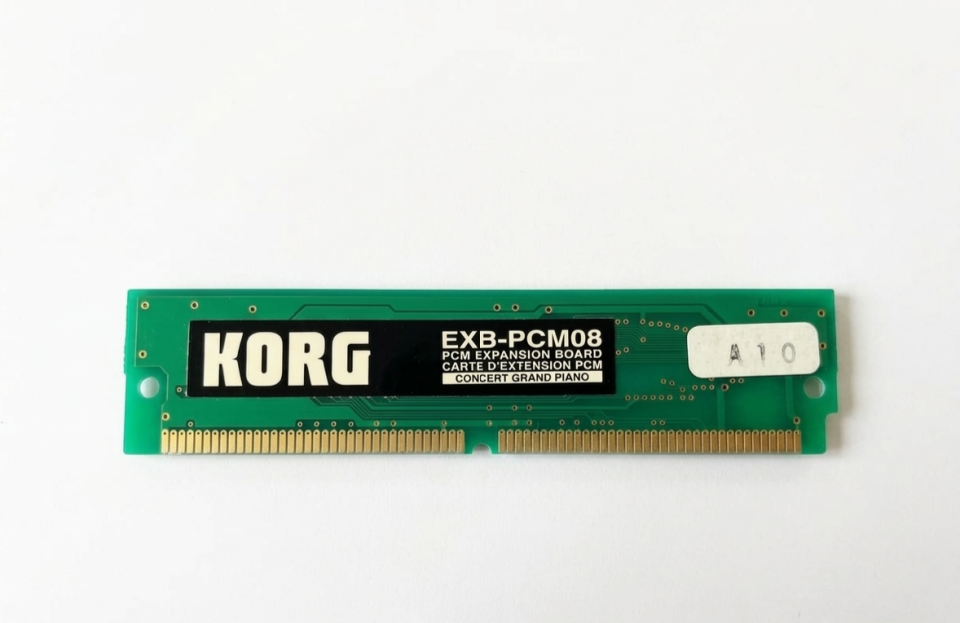 KORG
EXB-PCM08
PCM EXPANSION BOARD
CARTE D'EXTENSION PCM
CONCERT GRAND PIANO
A10